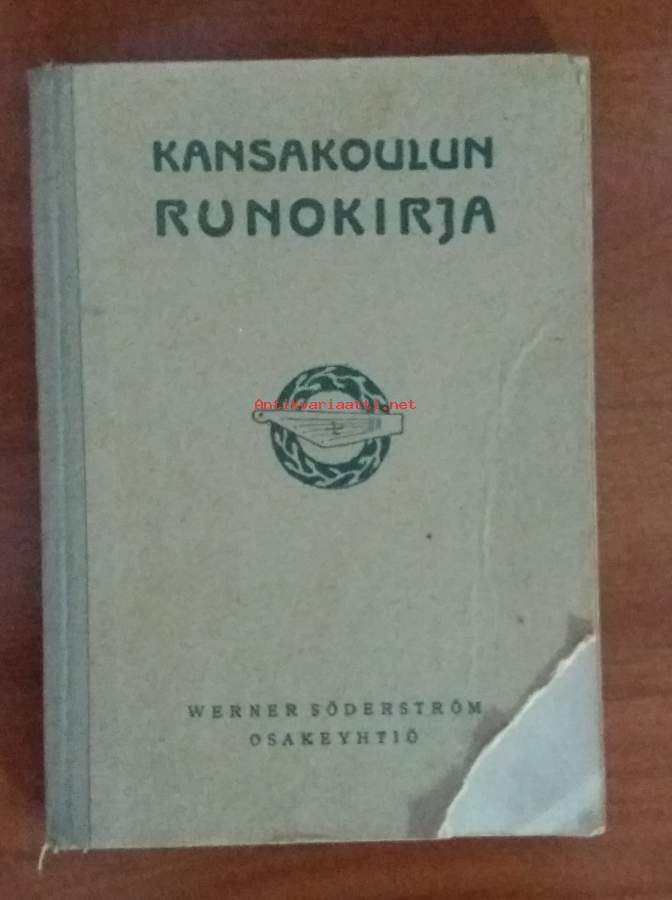 KANSAKOULUN
RUNOKIRJA
Antikvariaatti.net
WERNER SÖDERSTRÖM
OSAKEYHTIÖ